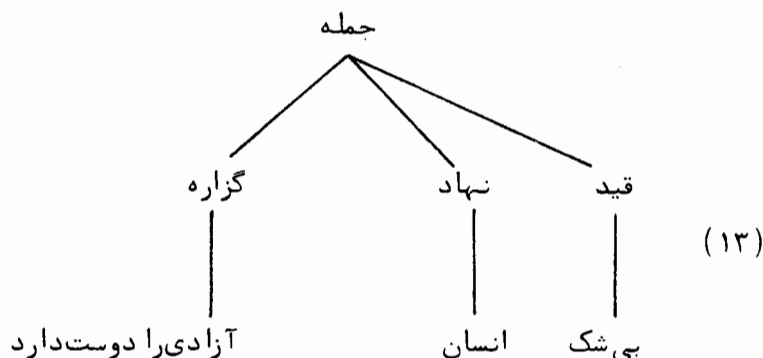 جمله
قید نهاد گزاره
(۱۳)
بی‌شک انسان آزادی‌را دوست‌دارد